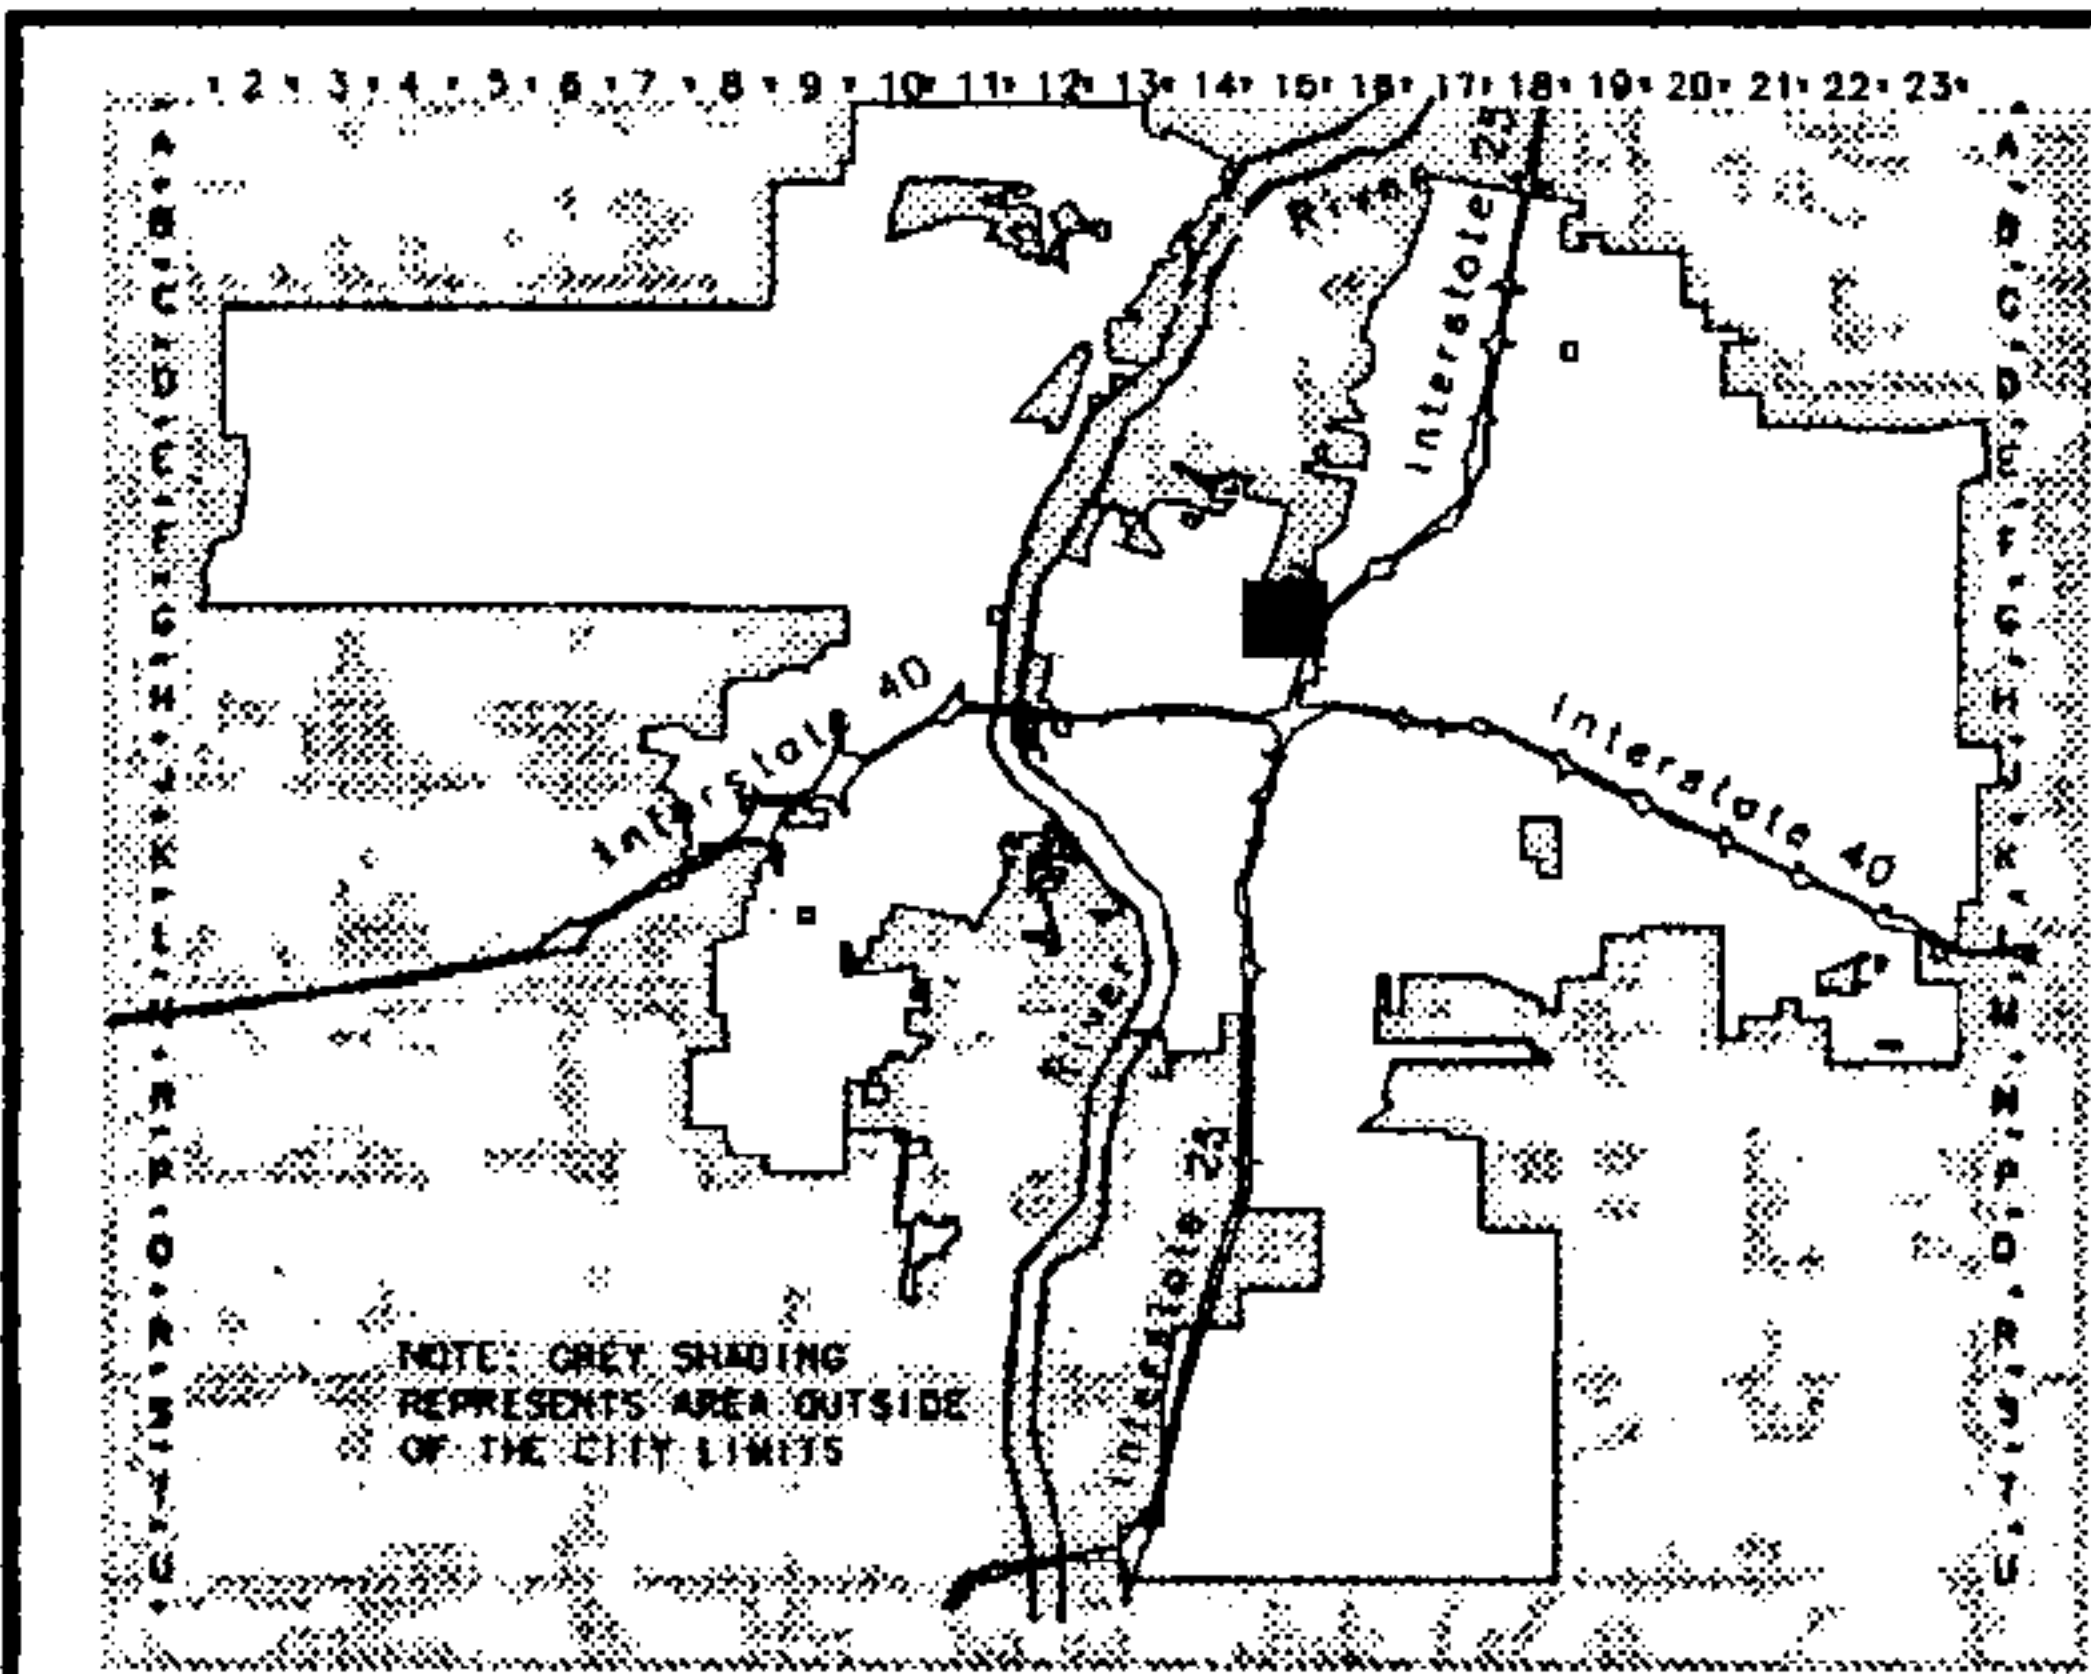 2 3 4 5 6 7 8 9 10 11 12 13 14 15 16 17 18 19 20 21 22 23
A A
B B
C C
D D
E E
F F
G G
H H
J J
K K
L L
M M
N N
P P
Q Q
R R
S S
T T
U U
Interstate 25
River
Interstate 40
Interstate 40
River
Interstate 25
NOTE: GREY SHADING
REPRESENTS AREA OUTSIDE
OF THE CITY LIMITS